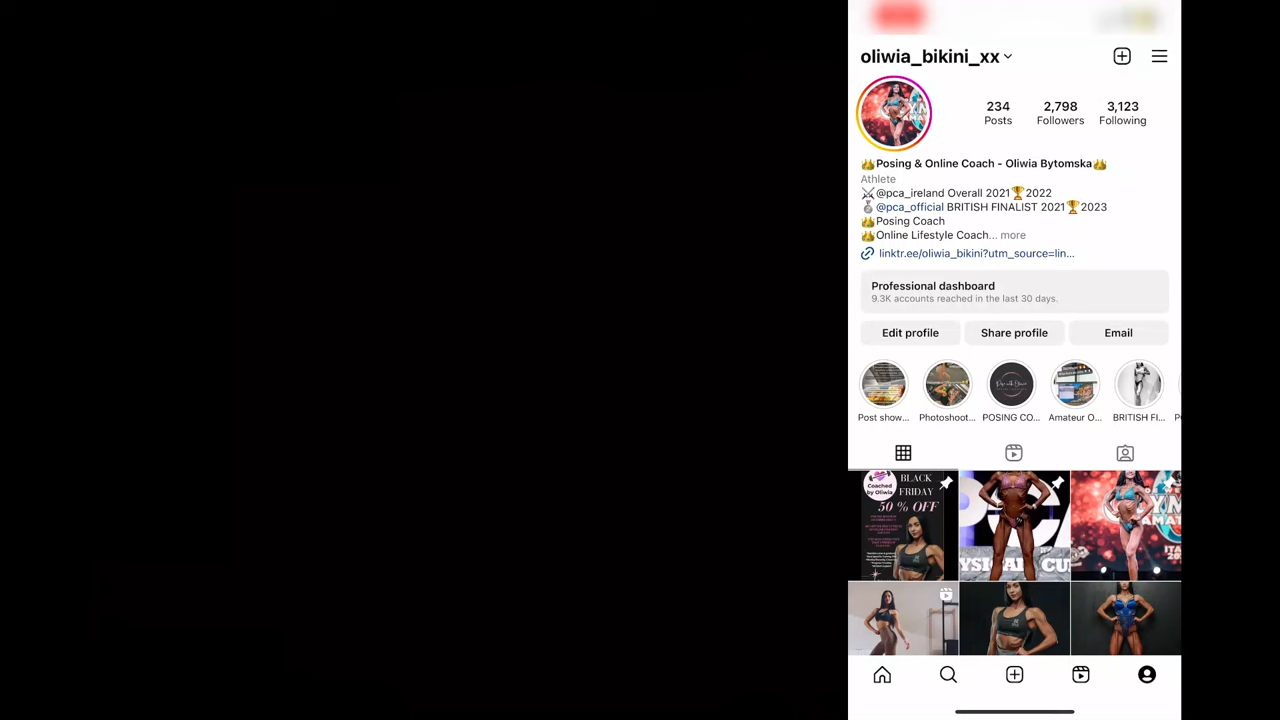 oliwia_bikini_xx
234
2,798
3,123
Posts
Followers
Following
👑Posing & Online Coach - Oliwia Bytomska👑
Athlete
⚔️@pca_ireland Overall 2021🏆2022
🥈@pca_official BRITISH FINALIST 2021🏆2023
👑Posing Coach
👑Online Lifestyle Coach... more
linktr.ee/oliwia_bikini?utm_source=lin...
Professional dashboard
9.3K accounts reached in the last 30 days.
Edit profile
Share profile
Email
Post show...
Photoshoot...
POSING CO...
Amateur O...
BRITISH FI...
Coached
by Oliwia
BLACK
FRIDAY
50 % OFF